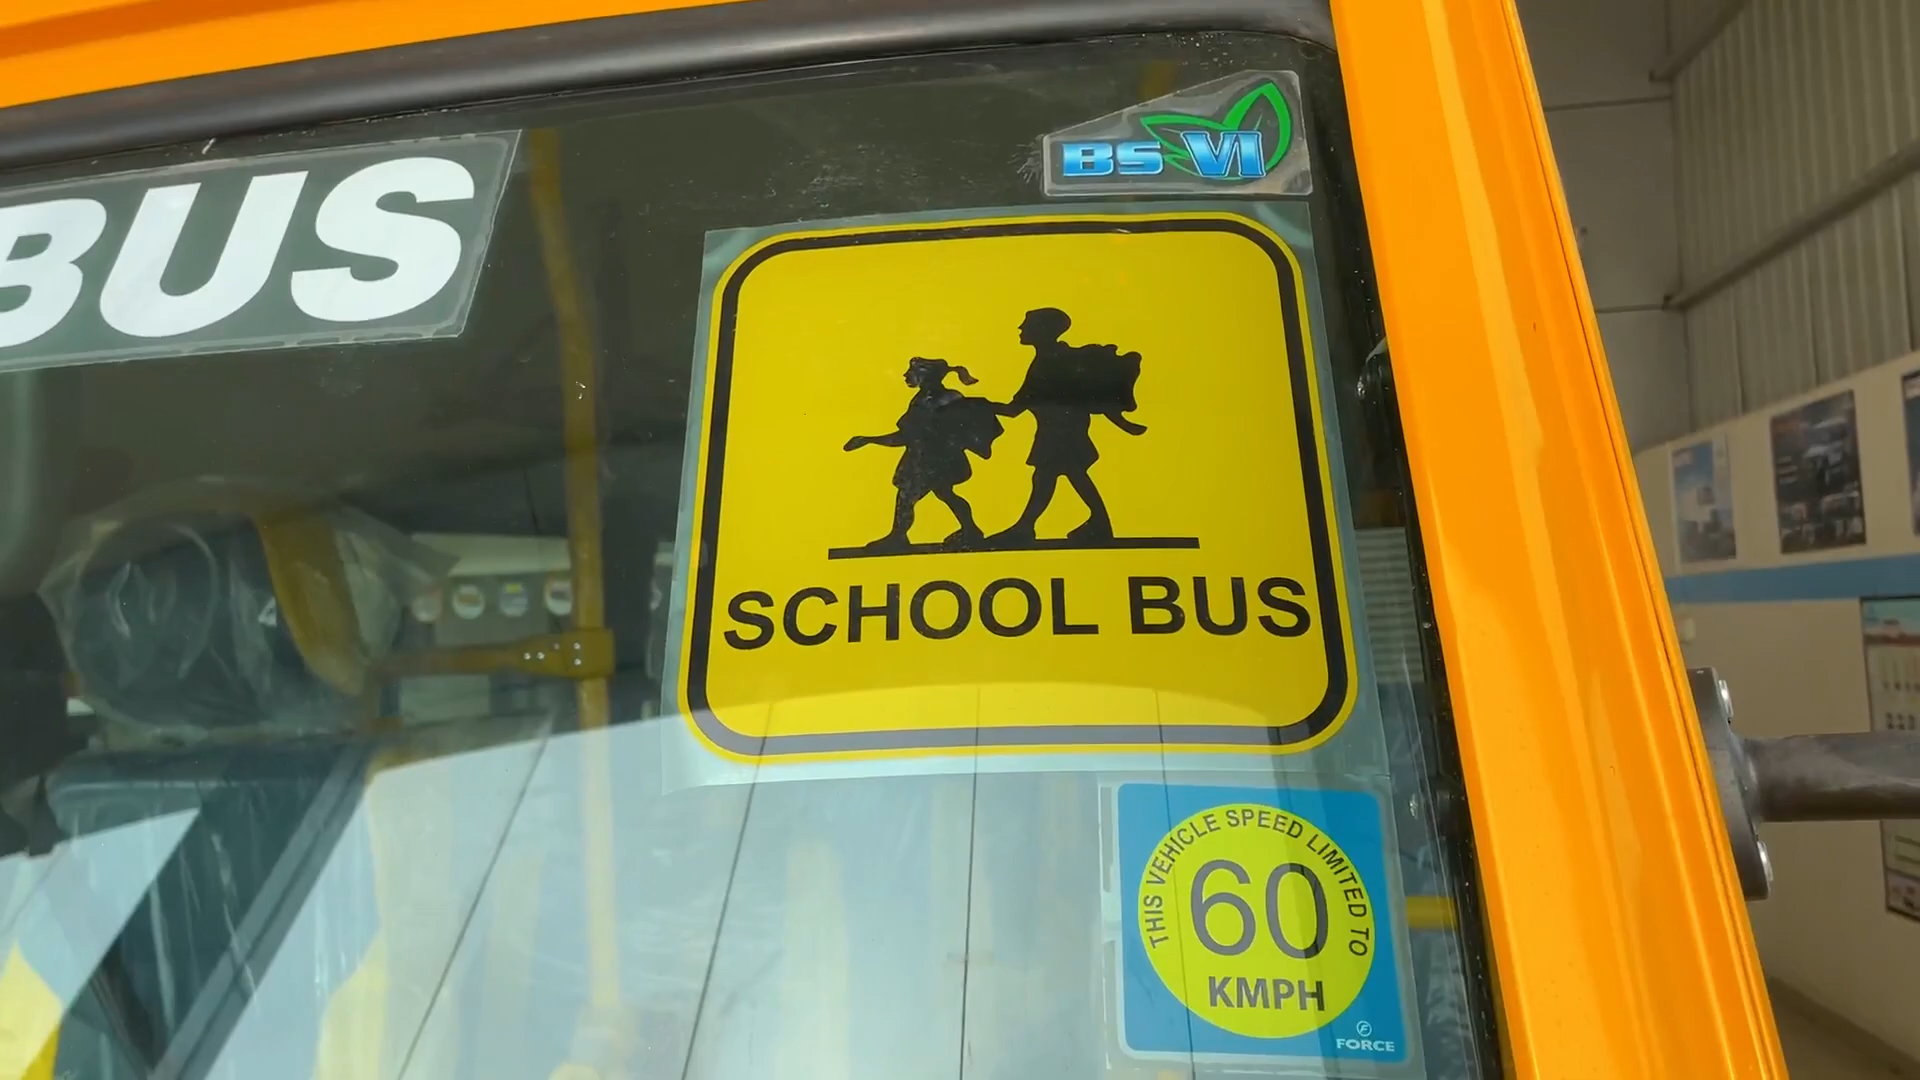 BUS
BS VI
SCHOOL BUS
THIS VEHICLE SPEED LIMITED TO
60
KMPH
F
FORCE